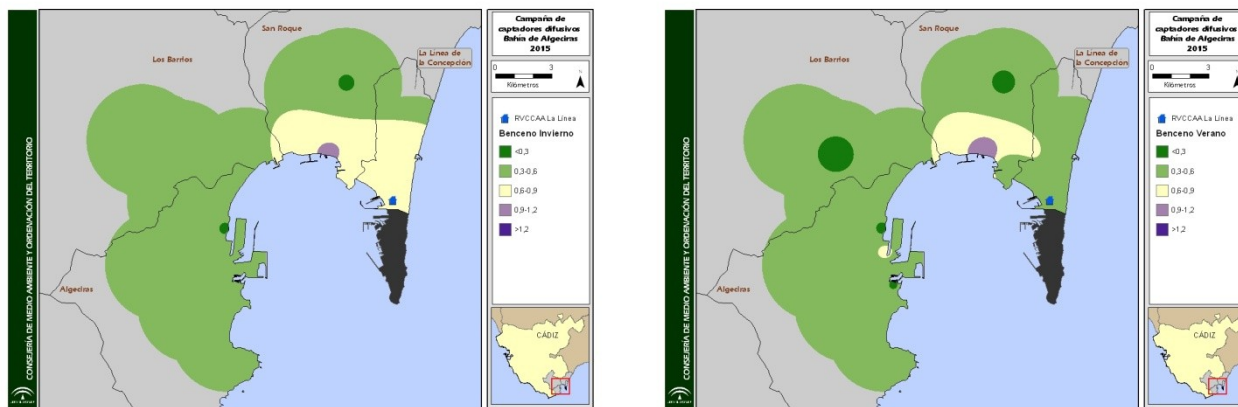 CONSEJERÍA DE MEDIO AMBIENTE Y ORDENACIÓN DEL TERRITORIO
San Roque
Los Barrios
La Línea de
la Concepción
Algeciras
Campaña de
captadores difusivos
Bahía de Algeciras
2015
0 3
Kilómetros
RVCCAA La Línea
Benceno Invierno
<0,3
0,3-0,6
0,6-0,9
0,9-1,2
>1,2
CÁDIZ
CONSEJERÍA DE MEDIO AMBIENTE Y ORDENACIÓN DEL TERRITORIO
San Roque
Los Barrios
La Línea de
la Concepción
Algeciras
Campaña de
captadores difusivos
Bahía de Algeciras
2015
0 3
Kilómetros
RVCCAA La Línea
Benceno Verano
<0,3
0,3-0,6
0,6-0,9
0,9-1,2
>1,2
CÁDIZ